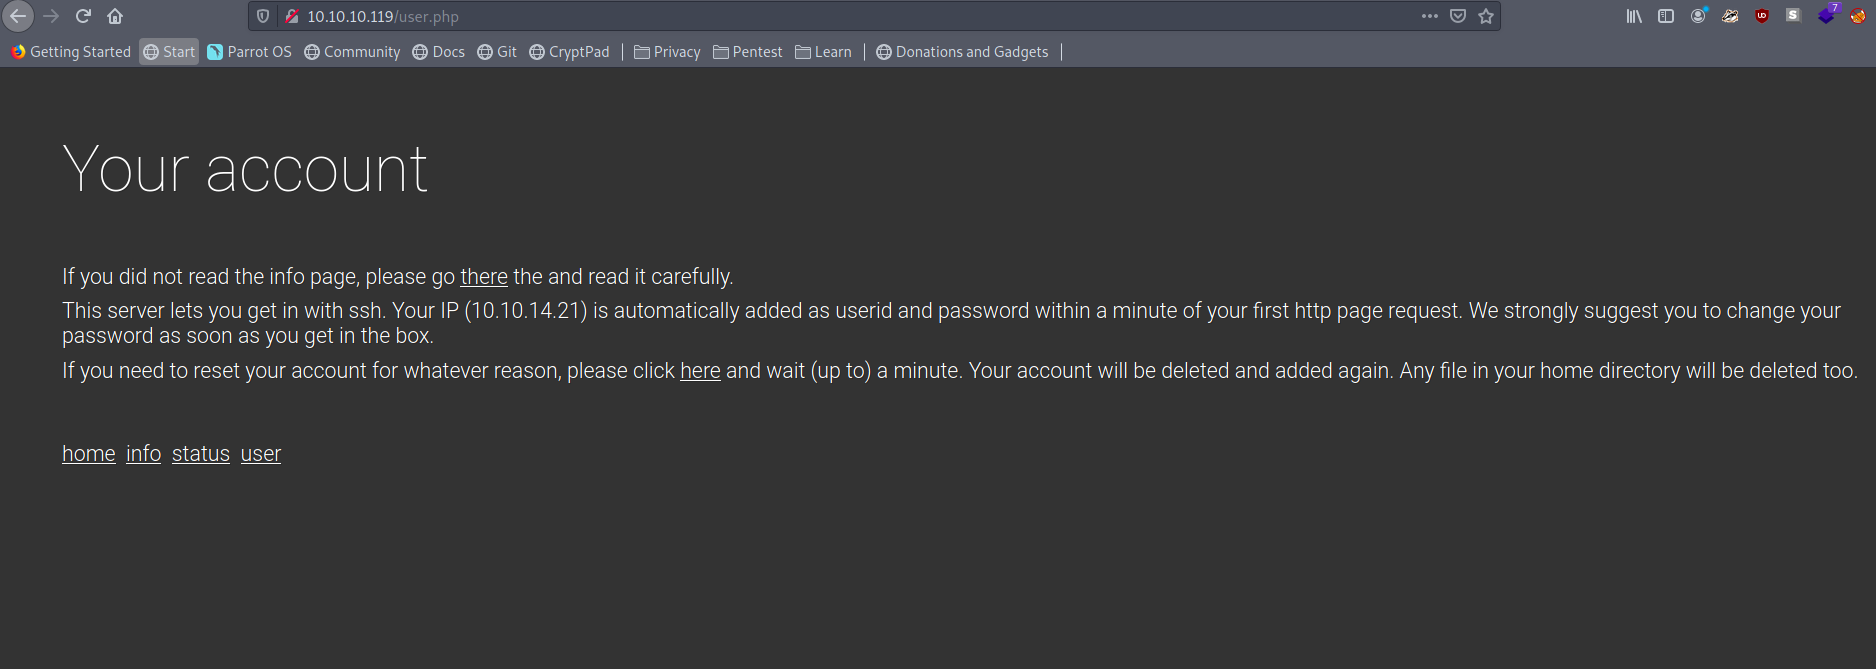 10.10.10.119/user.php
7
Getting Started Start Parrot OS Community Docs Git CryptPad Privacy Pentest Learn Donations and Gadgets
Your account
If you did not read the info page, please go there the and read it carefully.
This server lets you get in with ssh. Your IP (10.10.14.21) is automatically added as userid and password within a minute of your first http page request. We strongly suggest you to change your
password as soon as you get in the box.
If you need to reset your account for whatever reason, please click here and wait (up to) a minute. Your account will be deleted and added again. Any file in your home directory will be deleted too.
home info status user